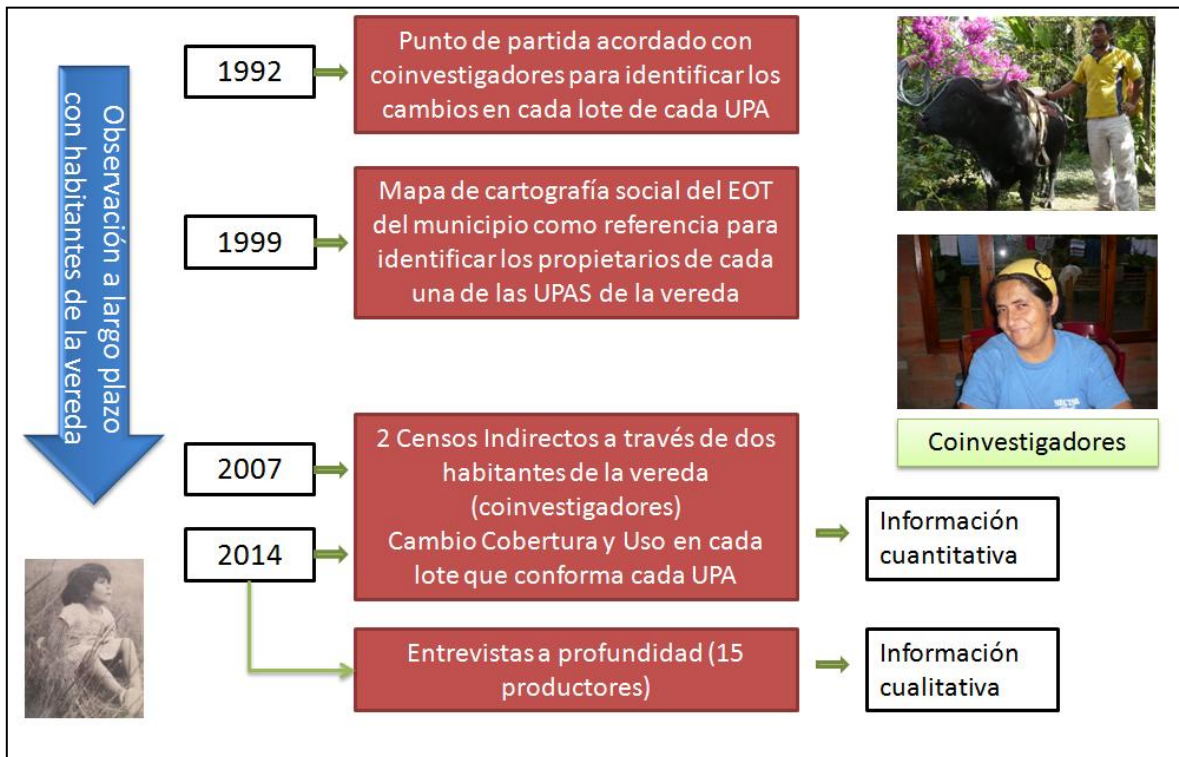 Observación a largo plazo
con habitantes de la vereda
1992
Punto de partida acordado con
coinvestigadores para identificar los
cambios en cada lote de cada UPA
1999
Mapa de cartografía social del EOT
del municipio como referencia para
identificar los propietarios de cada
una de las UPAS de la vereda
Coinvestigadores
2007
2014
2 Censos Indirectos a través de dos
habitantes de la vereda
(coinvestigadores)
Cambio Cobertura y Uso en cada
lote que conforma cada UPA
Información
cuantitativa
Entrevistas a profundidad (15
productores)
Información
cualitativa